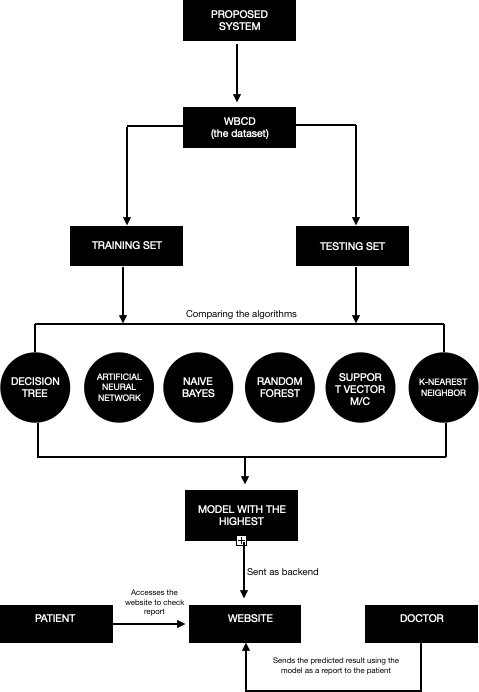 PROPOSED
SYSTEM
WBCD
(the dataset)
TRAINING SET
TESTING SET
Comparing the algorithms
DECISION
TREE
ARTIFICIAL
NEURAL
NETWORK
NAIVE
BAYES
RANDOM
FOREST
SUPPOR
T VECTOR
M/C
K-NEAREST
NEIGHBOR
MODEL WITH THE
HIGHEST
Sent as backend
Accesses the
website to check
report
PATIENT
WEBSITE
DOCTOR
Sends the predicted result using the
model as a report to the patient